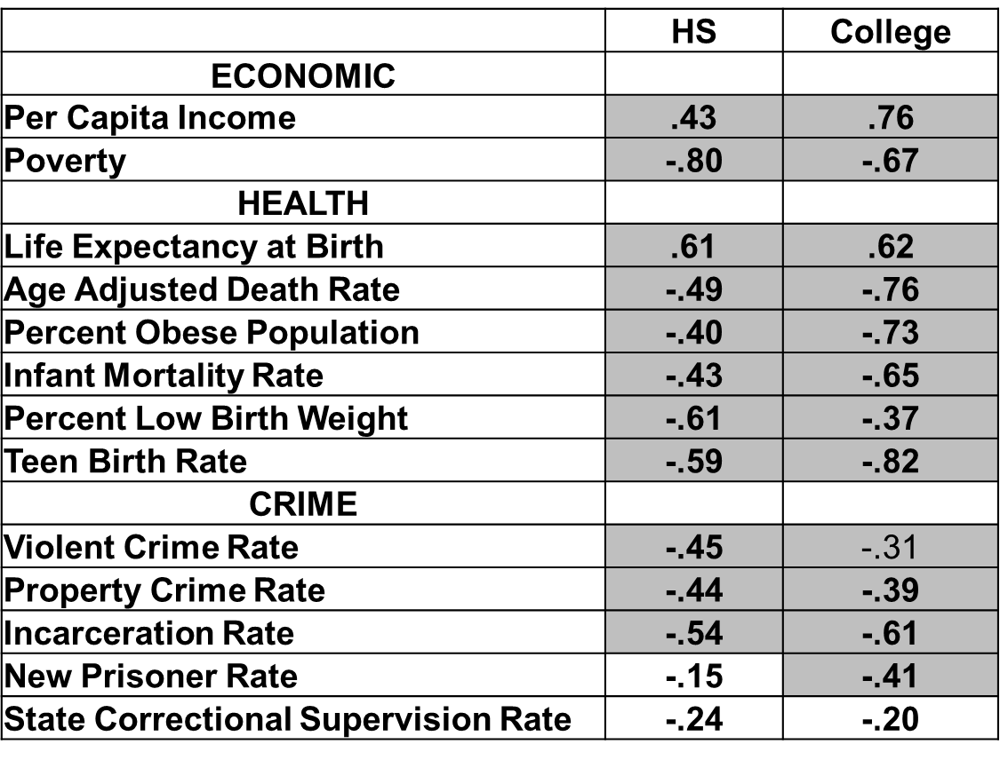 HS College
ECONOMIC
Per Capita Income .43 .76
Poverty -.80 -.67
HEALTH
Life Expectancy at Birth .61 .62
Age Adjusted Death Rate -.49 -.76
Percent Obese Population -.40 -.73
Infant Mortality Rate -.43 -.65
Percent Low Birth Weight -.61 -.37
Teen Birth Rate -.59 -.82
CRIME
Violent Crime Rate -.45 -.31
Property Crime Rate -.44 -.39
Incarceration Rate -.54 -.61
New Prisoner Rate -.15 -.41
State Correctional Supervision Rate -.24 -.20